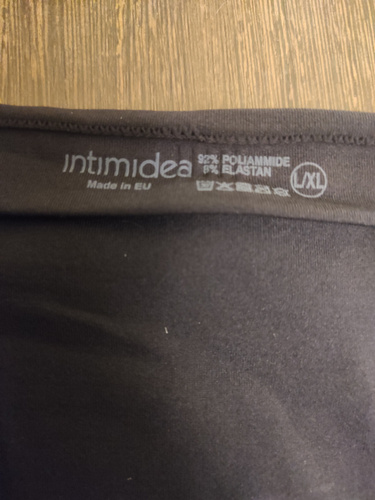 intimidea
Made in EU
92% POLIAMMIDE
8% ELASTAN
L/XL